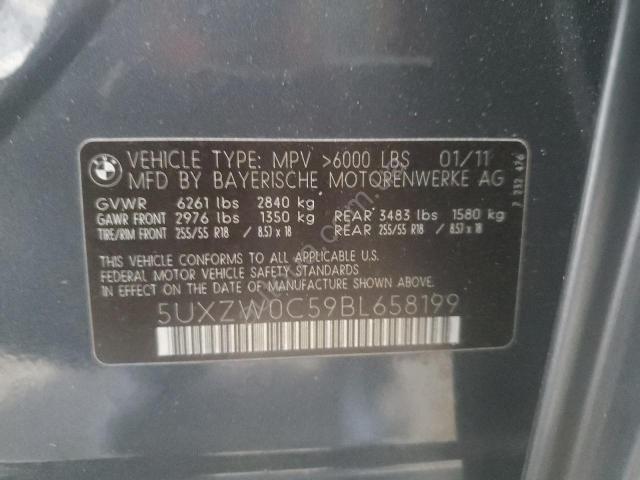 BMW
VEHICLE TYPE: MPV >6000 LBS 01/11
MFD BY BAYERISCHE MOTORENWERKE AG
GVWR 6261 lbs 2840 kg
GAWR FRONT 2976 lbs 1350 kg REAR 3483 lbs 1580 kg
TIRE/RIM FRONT 255/55 R18 / 8.57 x 18 REAR 255/55 R18 / 8.57 x 18
THIS VEHICLE CONFORMS TO ALL APPLICABLE U.S.
FEDERAL MOTOR VEHICLE SAFETY STANDARDS IN
EFFECT ON THE DATE OF MANUFACTURE SHOWN ABOVE.
5UXZW0C59BL658199